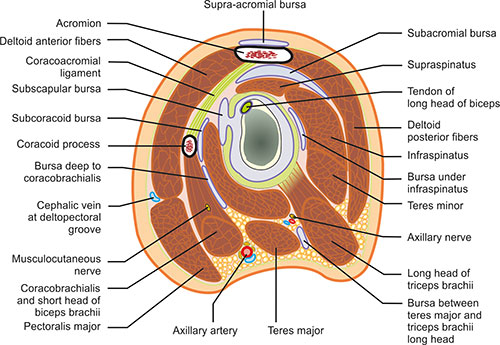 Supra-acromial bursa
Acromion
Deltoid anterior fibers
Coracoacromial
ligament
Subscapular bursa
Subcoracoid bursa
Coracoid process
Bursa deep to
coracobrachialis
Cephalic vein
at deltopectoral
groove
Musculocutaneous
nerve
Coracobrachialis
and short head of
biceps brachii
Pectoralis major
Axillary artery
Teres major
Subacromial bursa
Supraspinatus
Tendon of
long head of biceps
Deltoid
posterior fibers
Infraspinatus
Bursa under
infraspinatus
Teres minor
Axillary nerve
Long head of
triceps brachii
Bursa between
teres major and
triceps brachii
long head